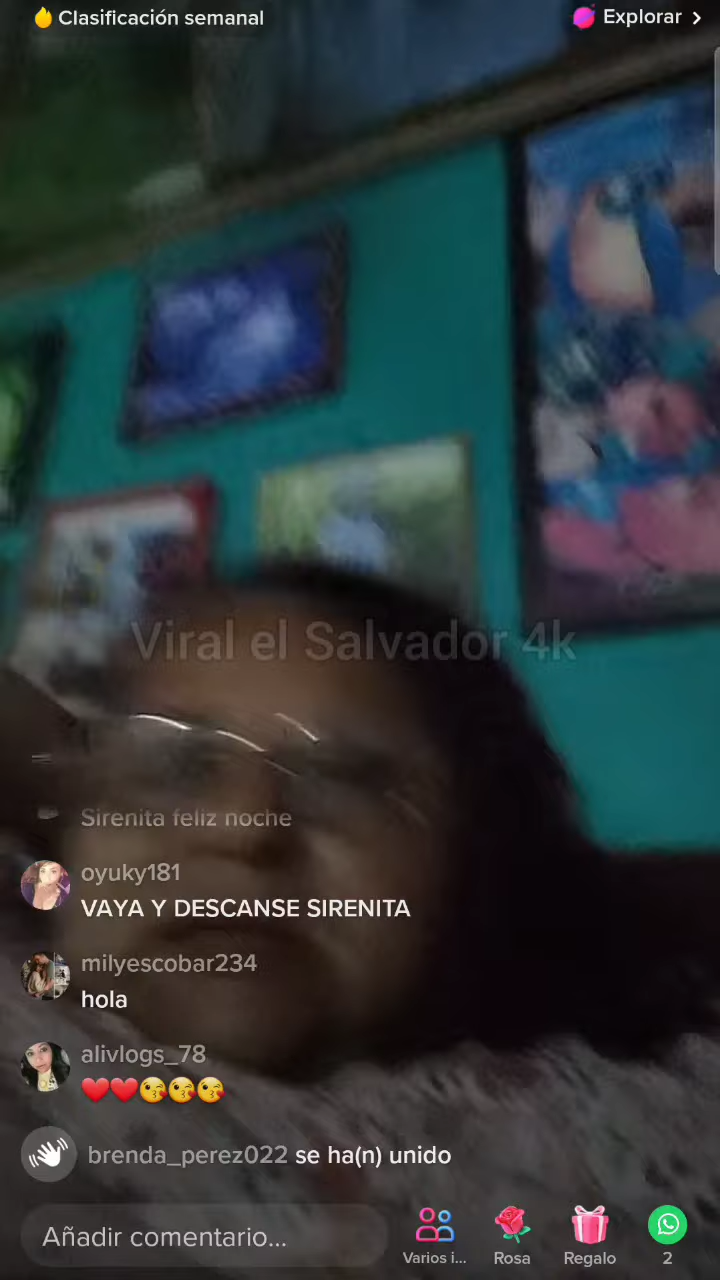 Clasificación semanal
Explorar
Viral el Salvador 4k
Sirenita feliz noche
oyuky181
VAYA Y DESCANSE SIRENITA
milyescobar234
hola
alivlogs_78
brenda_perez022 se ha(n) unido
Añadir comentario...
Varios i...
Rosa
Regalo
2